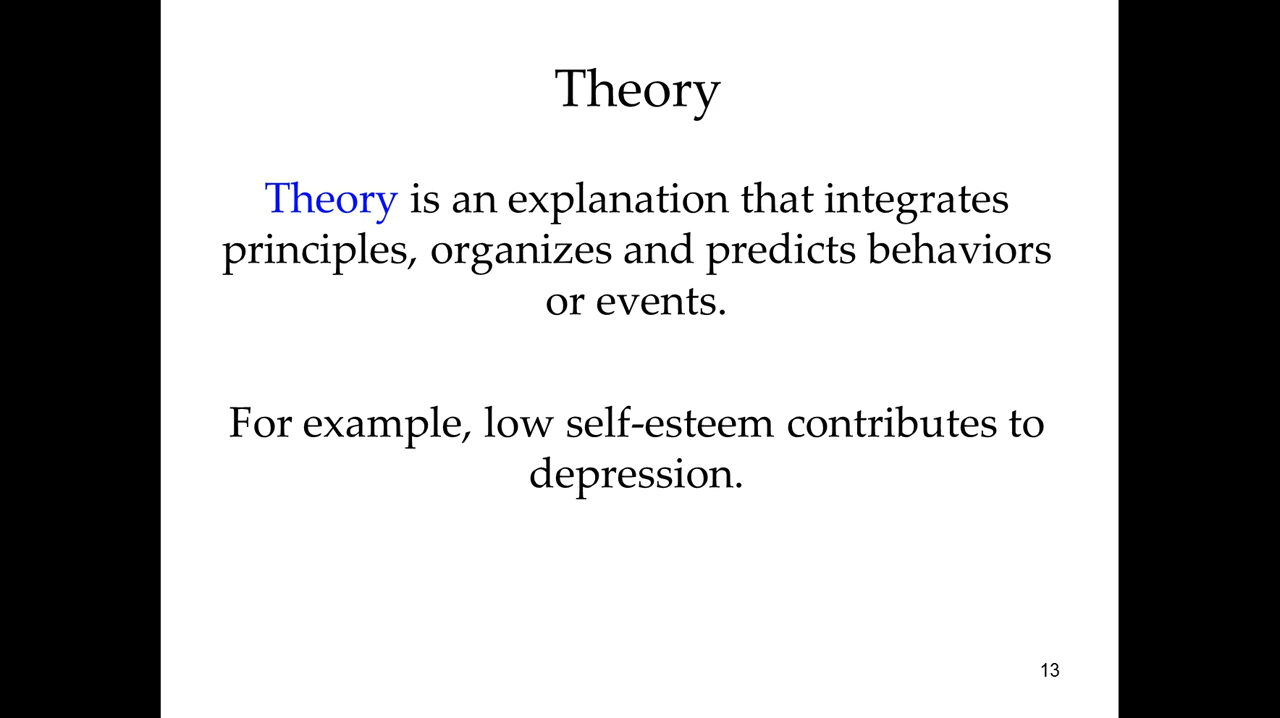 Theory
Theory is an explanation that integrates
principles, organizes and predicts behaviors
or events.
For example, low self-esteem contributes to
depression.
13